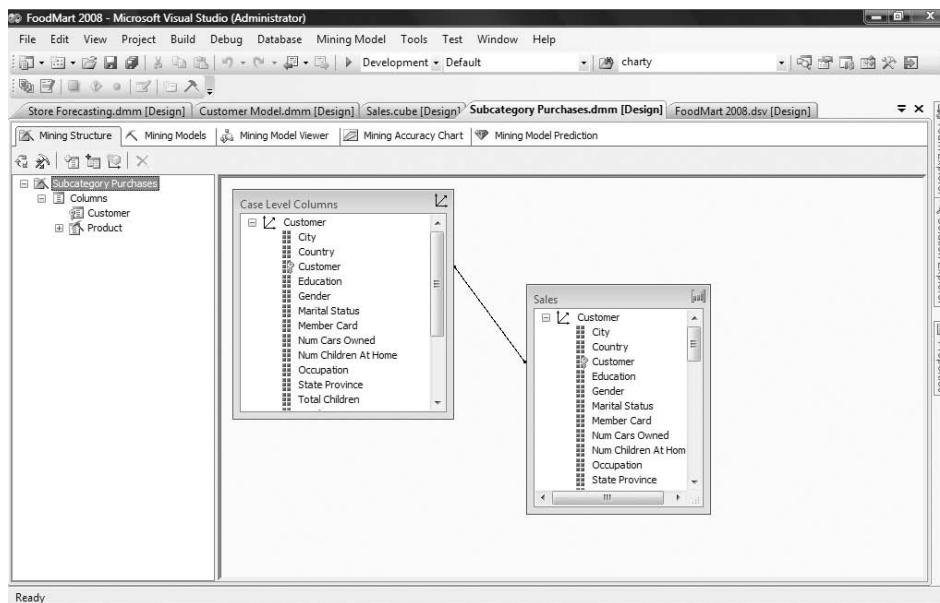 FoodMart 2008 - Microsoft Visual Studio (Administrator)
File Edit View Project Build Debug Database Mining Model Tools Test Window Help
Development Default charty
Store Forecasting.dmm [Design] Customer Model.dmm [Design] Sales.cube [Design] Subcategory Purchases.dmm [Design] FoodMart 2008.dsv [Design]
Mining Structure Mining Models Mining Model Viewer Mining Accuracy Chart Mining Model Prediction
Subcategory Purchases
Columns
Customer
Product
Case Level Columns
Customer
City
Country
Customer
Education
Gender
Marital Status
Member Card
Num Cars Owned
Num Children At Home
Occupation
State Province
Total Children
Sales
Customer
City
Country
Customer
Education
Gender
Marital Status
Member Card
Num Cars Owned
Num Children At Hom
Occupation
State Province
Ready